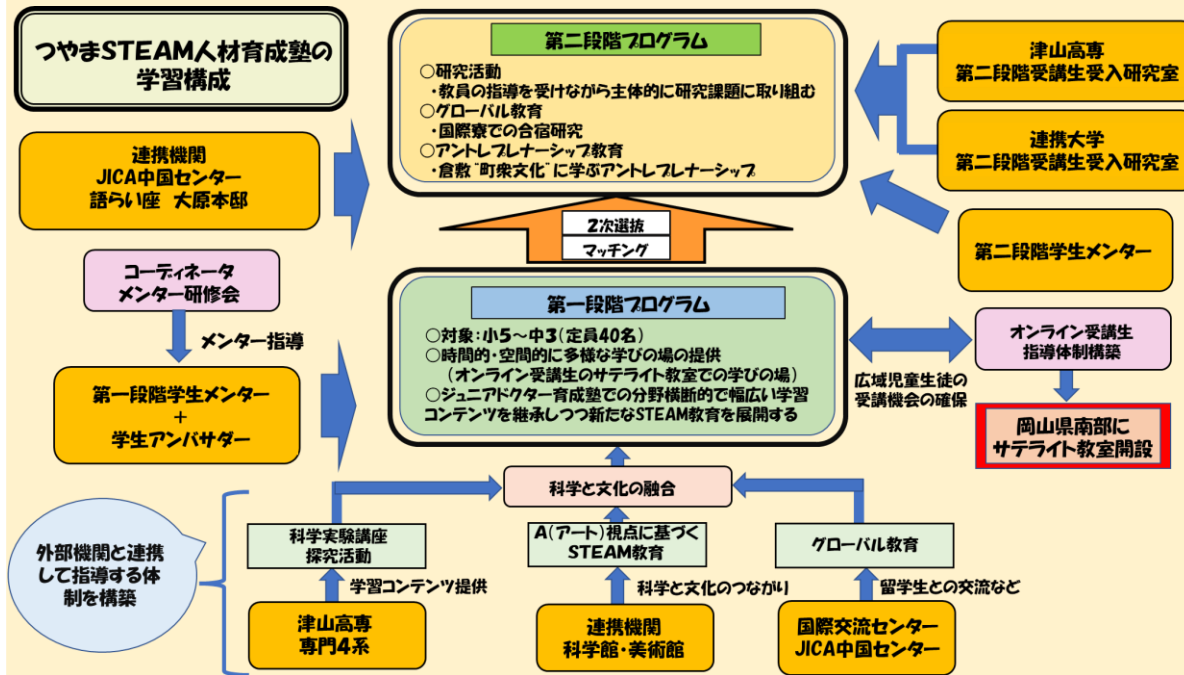 つやまSTEAM人材育成塾の
学習構成
第二段階プログラム
○研究活動
・教員の指導を受けながら主体的に研究課題に取り組む
○グローバル教育
・国際寮での合宿研究
○アントレプレナーシップ教育
・倉敷“町衆文化”に学ぶアントレプレナーシップ
津山高専
第二段階受講生受入研究室
連携大学
第二段階受講生受入研究室
第二段階学生メンター
連携機関
JICA中国センター
語らい座 大原本邸
2次選抜
マッチング
コーディネータ
メンター研修会
メンター指導
第一段階学生メンター
+
学生アンバサダー
第一段階プログラム
○対象:小5~中3(定員40名)
○時間的・空間的に多様な学びの場の提供
(オンライン受講生のサテライト教室での学びの場)
○ジュニアドクター育成塾での分野横断的で幅広い学習
コンテンツを継承しつつ新たなSTEAM教育を展開する
広域児童生徒の
受講機会の確保
オンライン受講生
指導体制構築
岡山県南部に
サテライト教室開設
科学と文化の融合
外部機関と連携
して指導する体
制を構築
科学実験講座
探究活動
学習コンテンツ提供
津山高専
専門4系
A(アート)視点に基づく
STEAM教育
科学と文化のつながり
連携機関
科学館・美術館
グローバル教育
留学生との交流など
国際交流センター
JICA中国センター